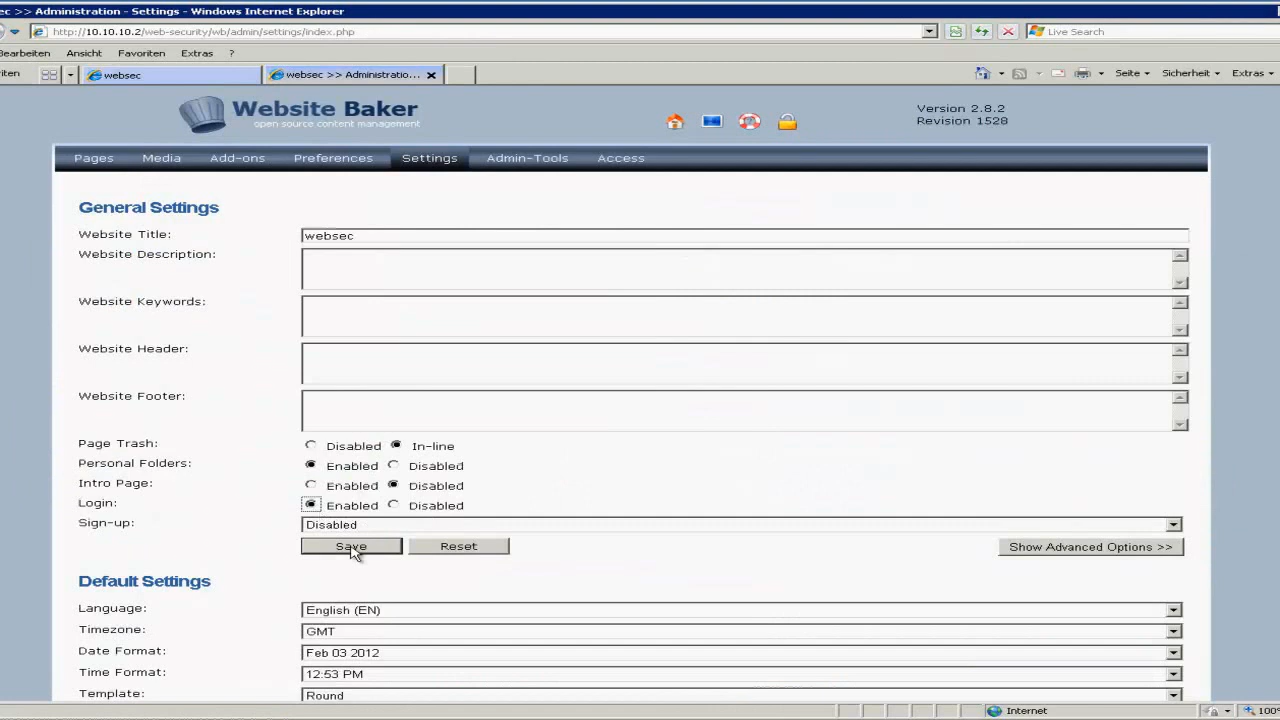 ec >> Administration - Settings - Windows Internet Explorer
http://10.10.10.2/web-security/wb/admin/settings/index.php
Live Search
Bearbeiten Ansicht Favoriten Extras ?
websec
websec >> Administratio...
Seite Sicherheit Extras
Website Baker
open source content management
Version 2.8.2
Revision 1528
Pages Media Add-ons Preferences Settings Admin-Tools Access
General Settings
Website Title: websec
Website Description:
Website Keywords:
Website Header:
Website Footer:
Page Trash: Disabled In-line
Personal Folders: Enabled Disabled
Intro Page: Enabled Disabled
Login: Enabled Disabled
Sign-up: Disabled
Save Reset Show Advanced Options >>
Default Settings
Language: English (EN)
Timezone: GMT
Date Format: Feb 03 2012
Time Format: 12:53 PM
Template: Round
Internet 100%